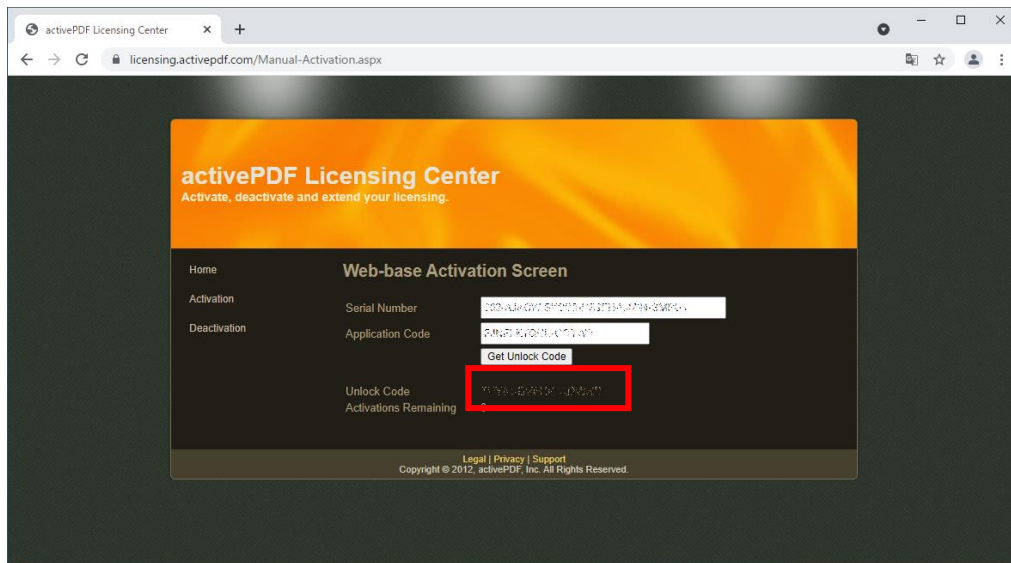 activePDF Licensing Center
licensing.activepdf.com/Manual-Activation.aspx
activePDF Licensing Center
Activate, deactivate and extend your licensing.
Home
Activation
Deactivation
Web-base Activation Screen
Serial Number
Application Code
Get Unlock Code
Unlock Code
Activations Remaining
Legal | Privacy | Support
Copyright © 2012, activePDF, Inc. All Rights Reserved.